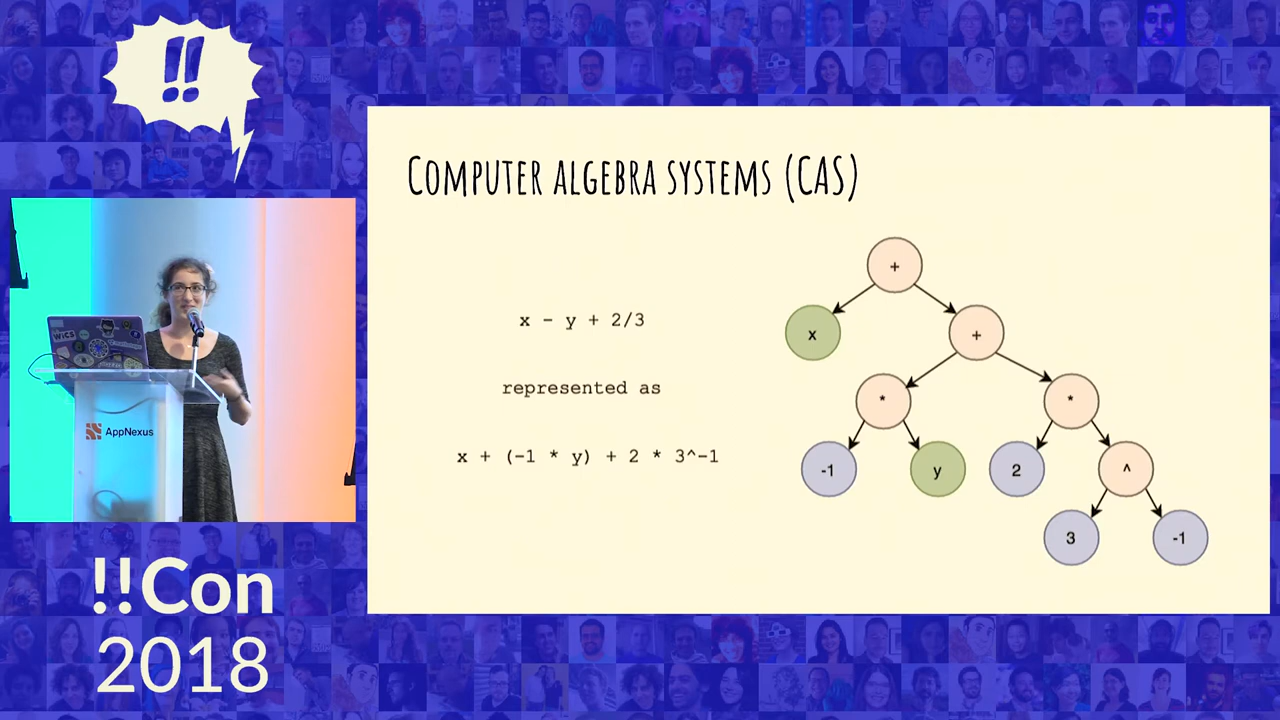 !!
COMPUTER ALGEBRA SYSTEMS (CAS)
x - y + 2/3
represented as
x + (-1 * y) + 2 * 3^-1
+
x
+
*
*
-1
y
2
^
3
-1
WiCS
AppNexus
!!Con
2018